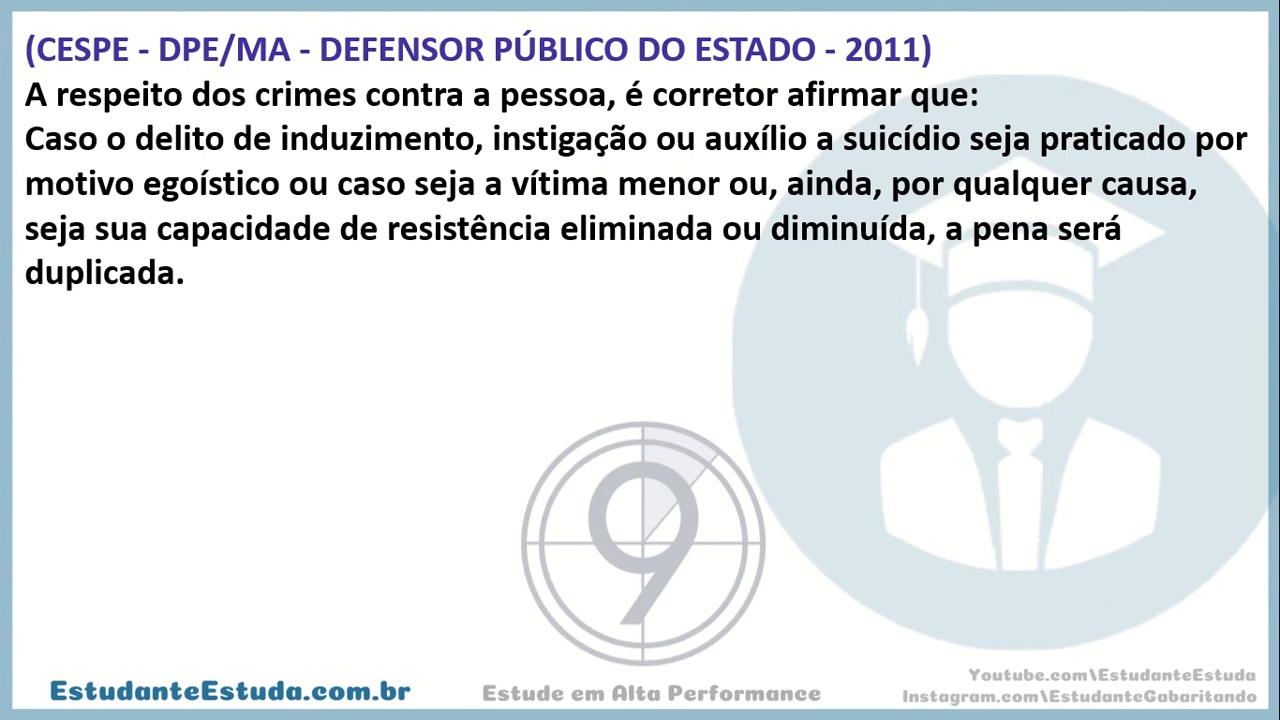 (CESPE - DPE/MA - DEFENSOR PÚBLICO DO ESTADO - 2011)
A respeito dos crimes contra a pessoa, é corretor afirmar que:
Caso o delito de induzimento, instigação ou auxílio a suicídio seja praticado por
motivo egoístico ou caso seja a vítima menor ou, ainda, por qualquer causa,
seja sua capacidade de resistência eliminada ou diminuída, a pena será
duplicada.
9
EstudanteEstuda.com.br
Estude em Alta Performance
Youtube.com\EstudanteEstuda
Instagram.com\EstudanteGabaritando